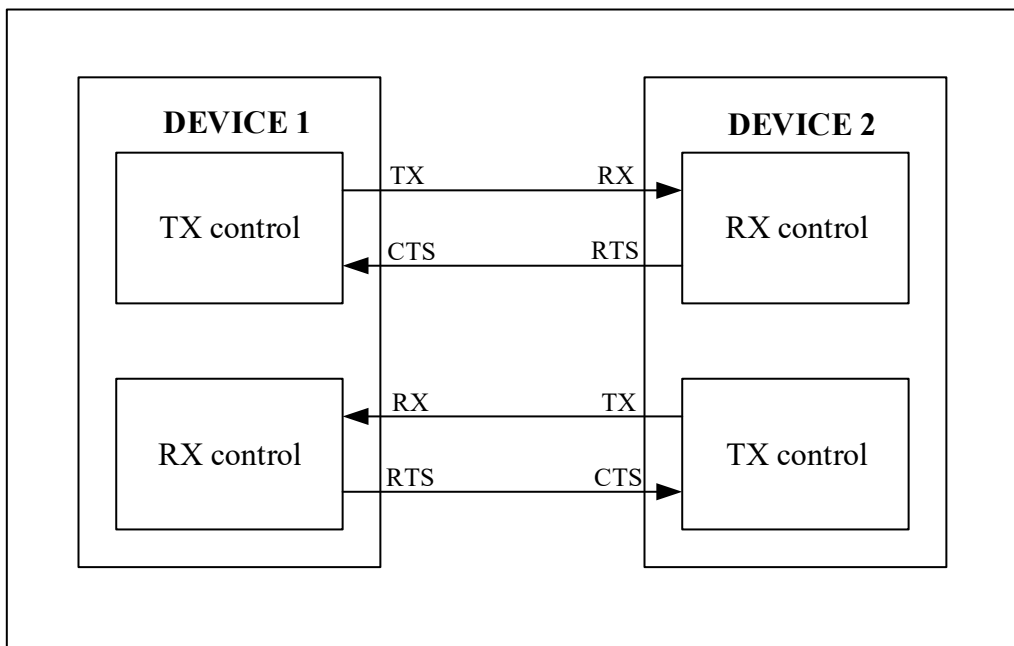 DEVICE 1
DEVICE 2
TX control
TX
RX
RX control
CTS
RTS
RX control
RX
TX
TX control
RTS
CTS